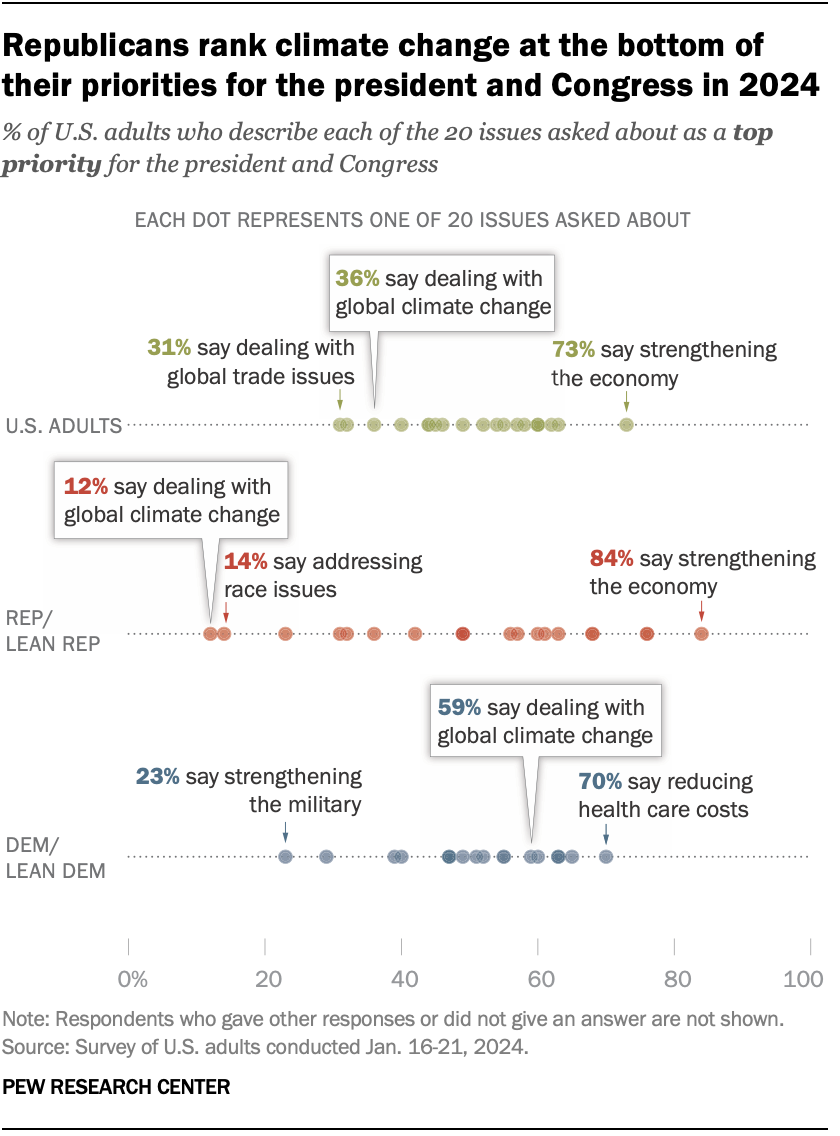 Republicans rank climate change at the bottom of
their priorities for the president and Congress in 2024
% of U.S. adults who describe each of the 20 issues asked about as a top
priority for the president and Congress
EACH DOT REPRESENTS ONE OF 20 ISSUES ASKED ABOUT
36% say dealing with
global climate change
31% say dealing with
global trade issues
73% say strengthening
the economy
U.S. ADULTS
12% say dealing with
global climate change
14% say addressing
race issues
84% say strengthening
the economy
REP/
LEAN REP
59% say dealing with
global climate change
23% say strengthening
the military
70% say reducing
health care costs
DEM/
LEAN DEM
0% 20 40 60 80 100
Note: Respondents who gave other responses or did not give an answer are not shown.
Source: Survey of U.S. adults conducted Jan. 16-21, 2024.
PEW RESEARCH CENTER